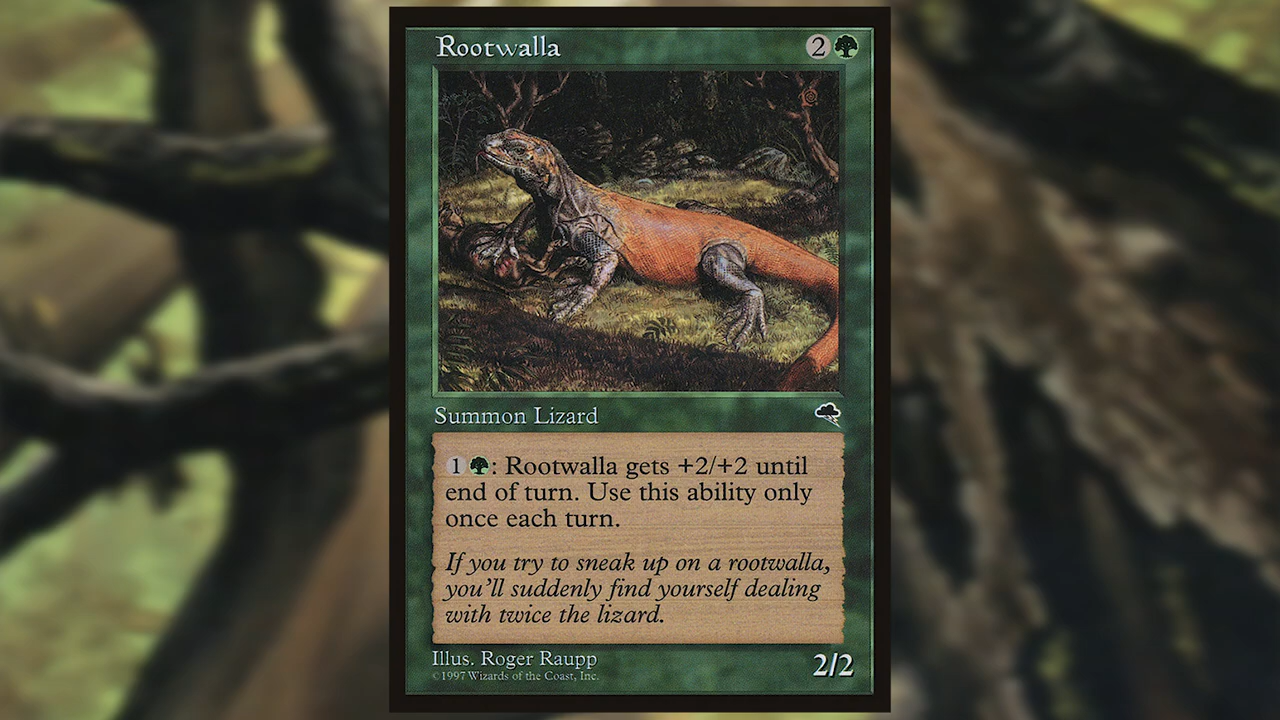 Rootwalla 2
Summon Lizard
1 : Rootwalla gets +2/+2 until
end of turn. Use this ability only
once each turn.
If you try to sneak up on a rootwalla,
you'll suddenly find yourself dealing
with twice the lizard.
Illus. Roger Raupp
©1997 Wizards of the Coast, Inc.
2/2